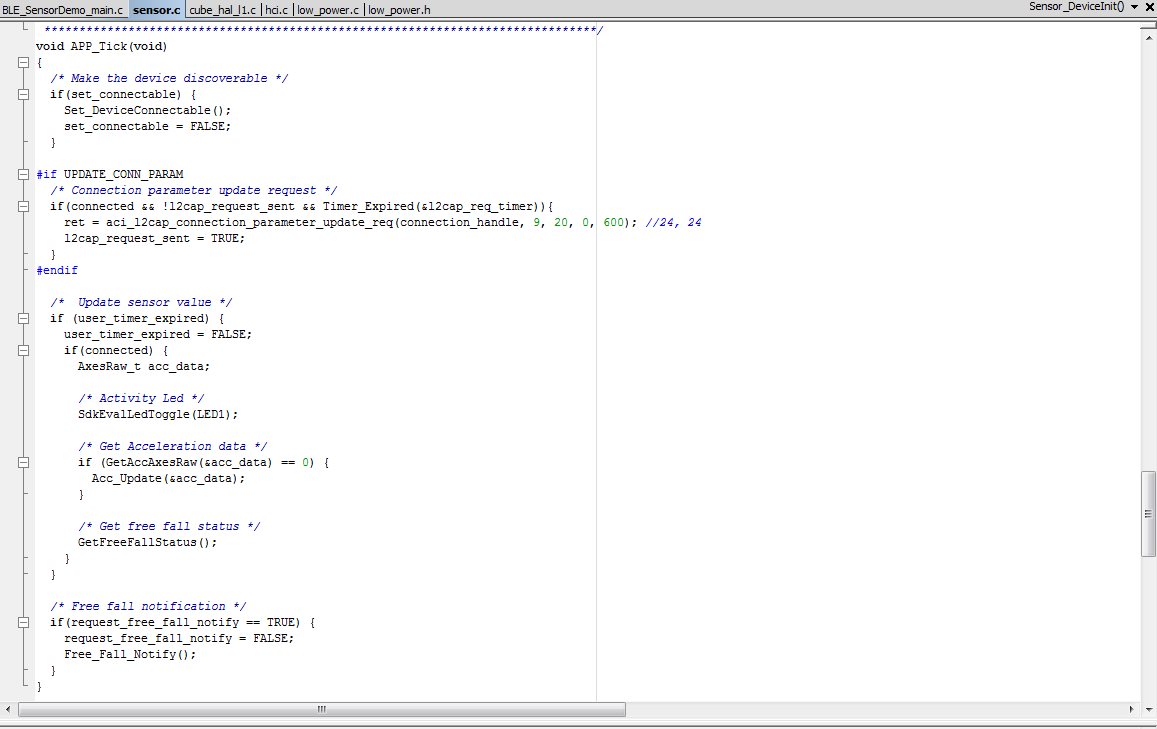 BLE_SensorDemo_main.c sensor.c cube_hal_l1.c hci.c low_power.c low_power.h Sensor_DeviceInit()
*******************************************************************************/
void APP_Tick(void)
{
  /* Make the device discoverable */
  if(set_connectable) {
    Set_DeviceConnectable();
    set_connectable = FALSE;
  }
#if UPDATE_CONN_PARAM
  /* Connection parameter update request */
  if(connected && !l2cap_request_sent && Timer_Expired(&l2cap_req_timer)){
    ret = aci_l2cap_connection_parameter_update_req(connection_handle, 9, 20, 0, 600); //24, 24
    l2cap_request_sent = TRUE;
  }
#endif
  /*  Update sensor value */
  if (user_timer_expired) {
    user_timer_expired = FALSE;
    if(connected) {
      AxesRaw_t acc_data;
      /* Activity Led */
      SdkEvalLedToggle(LED1);
      /* Get Acceleration data */
      if (GetAccAxesRaw(&acc_data) == 0) {
        Acc_Update(&acc_data);
      }
      /* Get free fall status */
      GetFreeFallStatus();
    }
  }
  /* Free fall notification */
  if(request_free_fall_notify == TRUE) {
    request_free_fall_notify = FALSE;
    Free_Fall_Notify();
  }
}